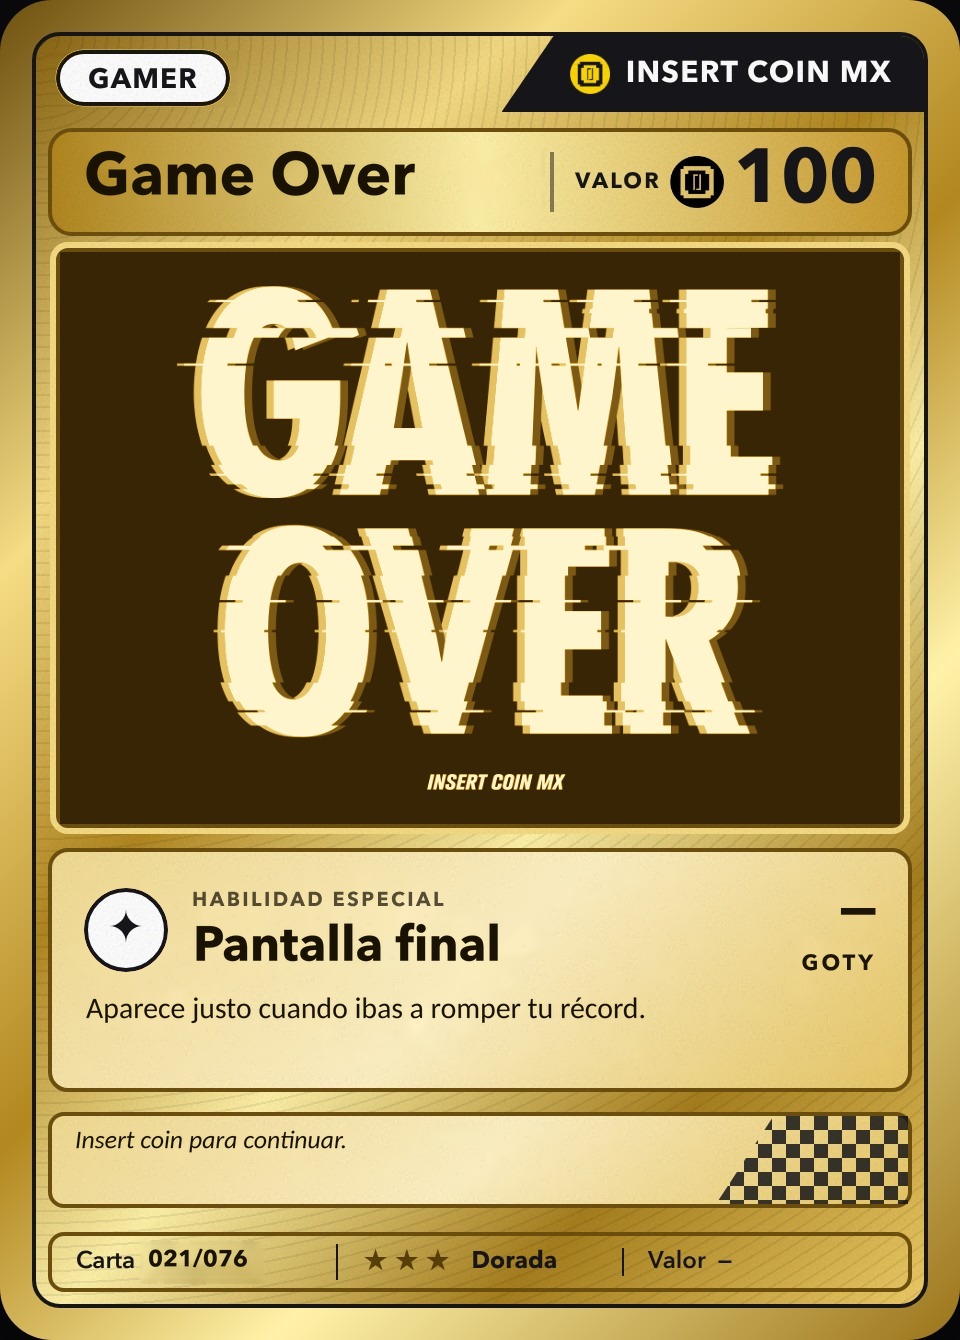 GAMER
INSERT COIN MX
Game Over
VALOR 100
GAME
OVER
INSERT COIN MX
HABILIDAD ESPECIAL
Pantalla final
—
GOTY
Aparece justo cuando ibas a romper tu récord.
Insert coin para continuar.
Carta 021/076 ★★★ Dorada Valor –